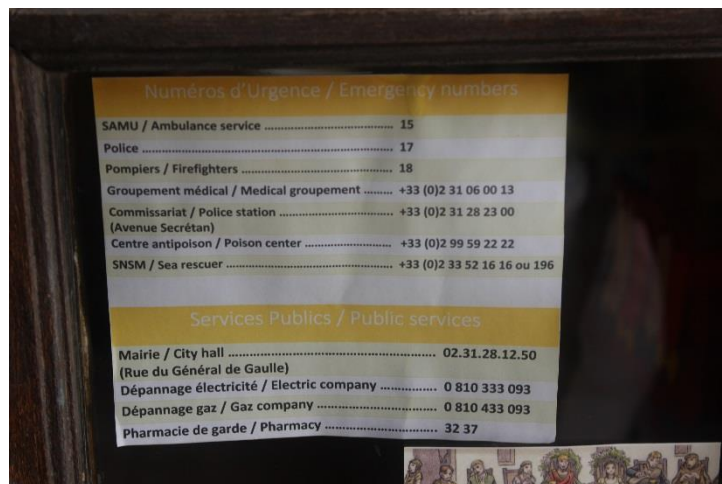 Numéros d'Urgence / Emergency numbers
SAMU / Ambulance service ........................................ 15
Police ........................................................................ 17
Pompiers / Firefighters ................................................ 18
Groupement médical / Medical groupement ......... +33 (0)2 31 06 00 13
Commissariat / Police station ................................... +33 (0)2 31 28 23 00
(Avenue Secrétan)
Centre antipoison / Poison center ........................... +33 (0)2 99 59 22 22
SNSM / Sea rescuer .................................................... +33 (0)2 33 52 16 16 ou 196
Services Publics / Public services
Mairie / City hall .................................................... 02.31.28.12.50
(Rue du Général de Gaulle)
Dépannage électricité / Electric company ............. 0 810 333 093
Dépannage gaz / Gaz company ............................. 0 810 433 093
Pharmacie de garde / Pharmacy ............................ 32 37